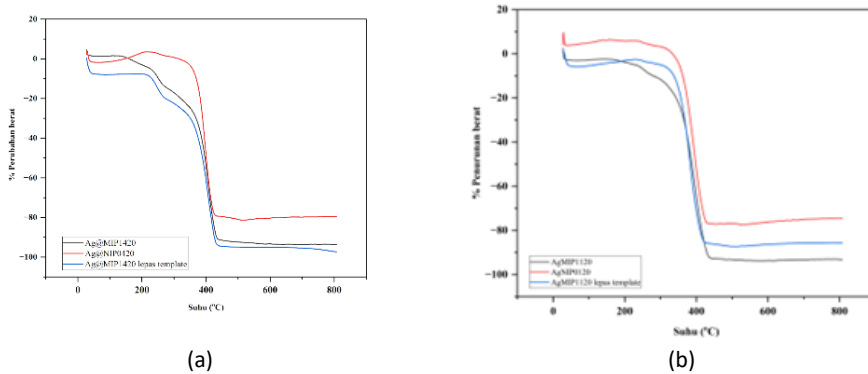 20
0
−20
−40
−60
−80
−100
% Perubahan berat
Ag@MIP1420
Ag@NIP0420
Ag@MIP1420 lepas template
0 200 400 600 800
Suhu (°C)
(a)
20
0
−20
−40
−60
−80
−100
% Penurunan berat
AgMIP1120
AgNIP0120
AgMIP1120 lepas template
0 200 400 600 800
Suhu (°C)
(b)